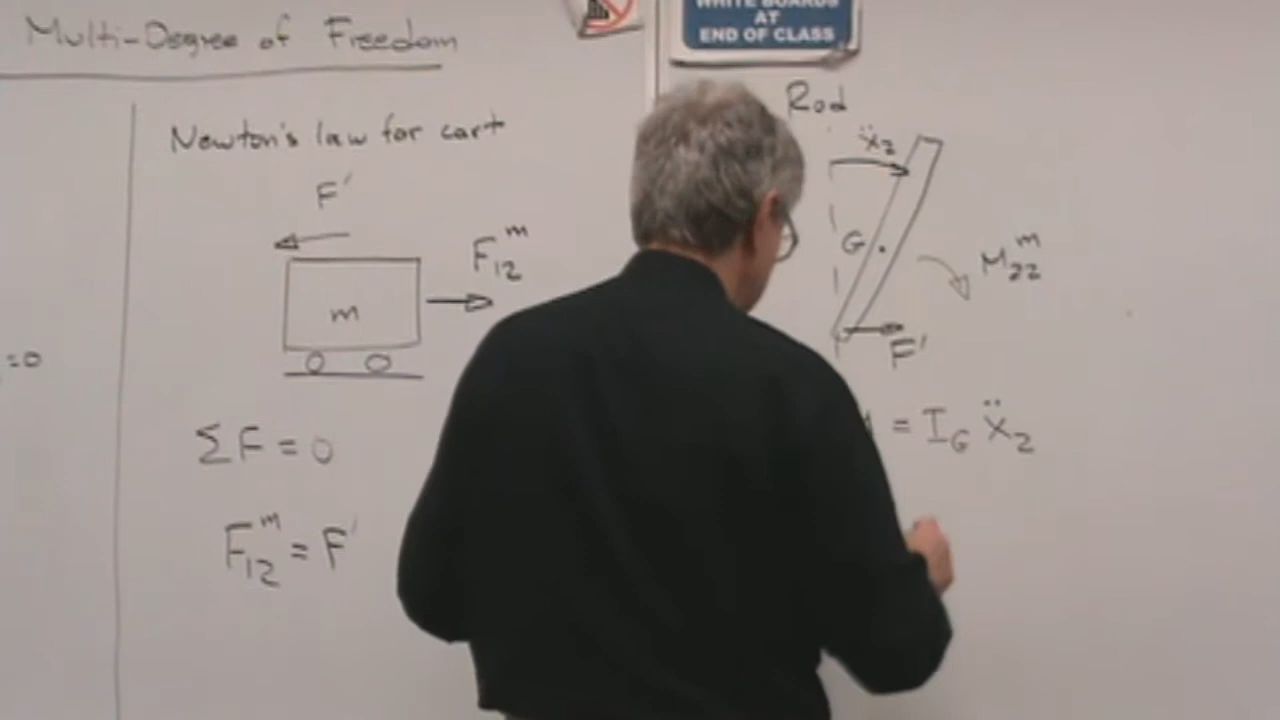 Multi-Degree of Freedom
WHITE BOARDS
AT
END OF CLASS
=0
Newton's law for cart
F'
F₁₂ᵐ
m
ΣF = 0
F₁₂ᵐ = F'
Rod
ẍ₂
G
M₂₂ᵐ
F'
= I_G ẍ₂